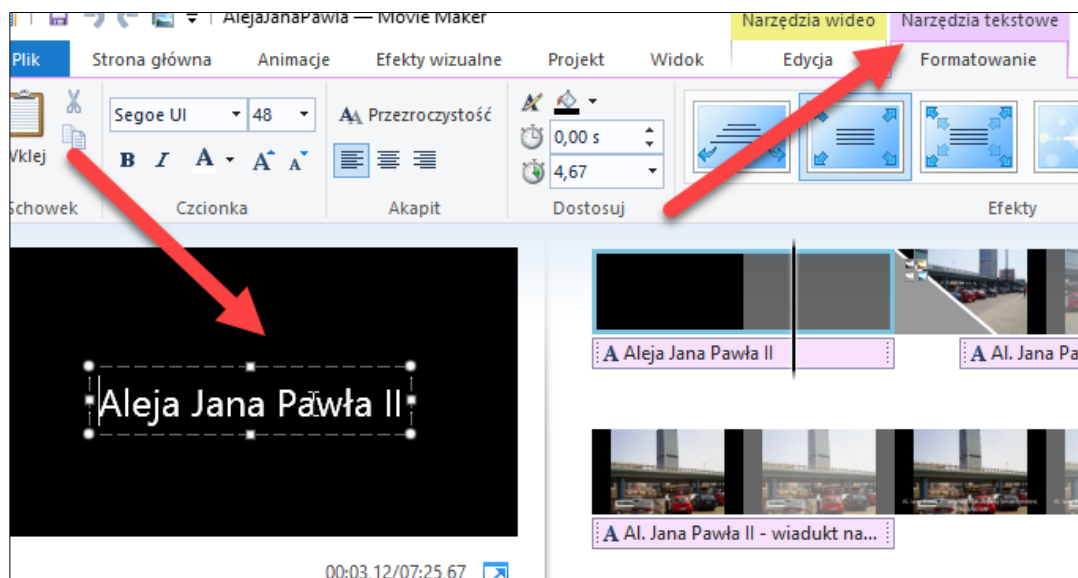 AlejaJanaPawla — Movie Maker
Narzędzia wideo
Narzędzia tekstowe
Plik
Strona główna
Animacje
Efekty wizualne
Projekt
Widok
Edycja
Formatowanie
Segoe UI
48
Przezroczystość
0,00 s
4,67
B I A A A
Czcionka
Akapit
Dostosuj
Efekty
Aleja Jana Pawła II
A Aleja Jana Pawła II
A Al. Jana Pa
A Al. Jana Pawła II - wiadukt na...
00:03,12/07:25,67